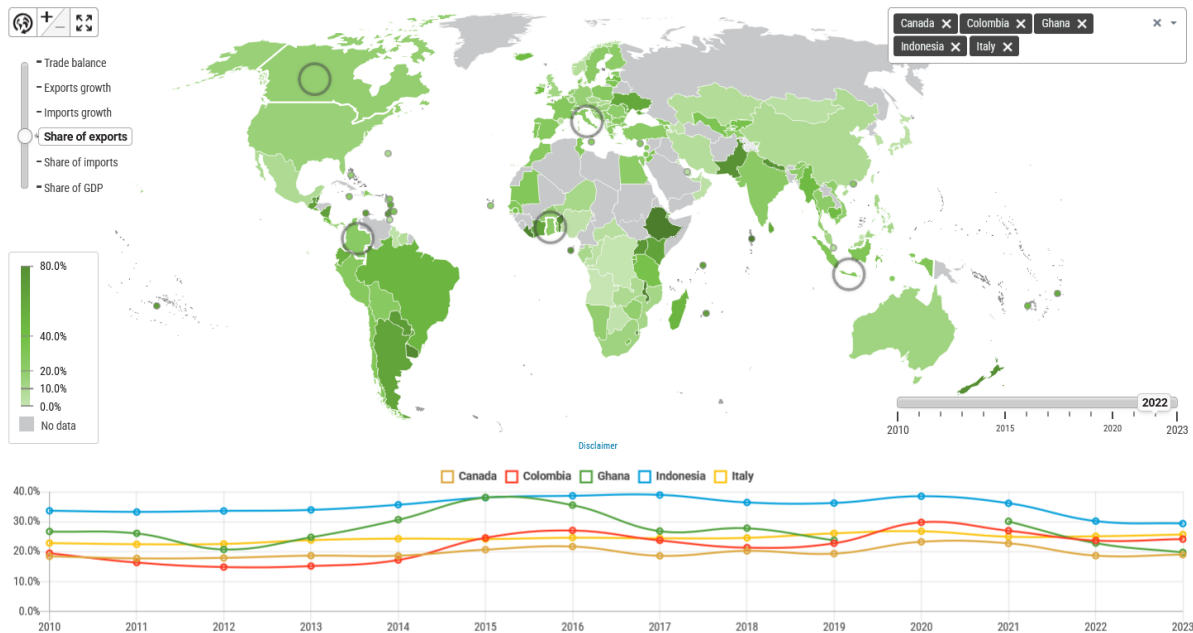 Canada × Colombia × Ghana ×
Indonesia × Italy ×
+
−
Trade balance
Exports growth
Imports growth
Share of exports
Share of imports
Share of GDP
80.0%
40.0%
20.0%
10.0%
0.0%
No data
2022
2010 2015 2020 2023
Disclaimer
Canada Colombia Ghana Indonesia Italy
40.0%
30.0%
20.0%
10.0%
0.0%
2010 2011 2012 2013 2014 2015 2016 2017 2018 2019 2020 2021 2022 2023